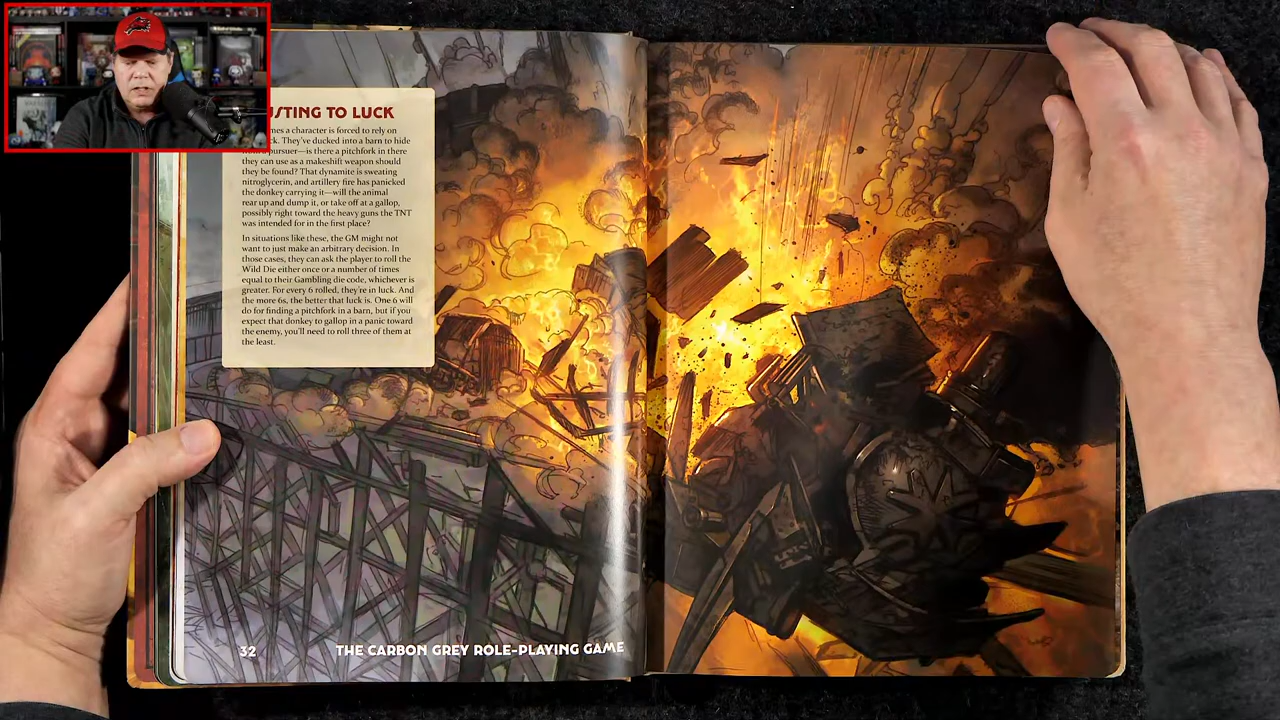 STING TO LUCK
mes a character is forced to rely on
ck. They've ducked into a barn to hide
pursuer—is there a pitchfork in there
they can use as a makeshift weapon should
they be found? That dynamite is sweating
nitroglycerin, and artillery fire has panicked
the donkey carrying it—will the animal
rear up and dump it, or take off at a gallop,
possibly right toward the heavy guns the TNT
was intended for in the first place?
In situations like these, the GM might not
want to just make an arbitrary decision. In
those cases, they can ask the player to roll the
Wild Die either once or a number of times
equal to their Gambling die code, whichever is
greater. For every 6 rolled, they're in luck. And
the more 6s, the better that luck is. One 6 will
do for finding a pitchfork in a barn, but if you
expect that donkey to gallop in a panic toward
the enemy, you'll need to roll three of them at
the least.
32 THE CARBON GREY ROLE-PLAYING GAME